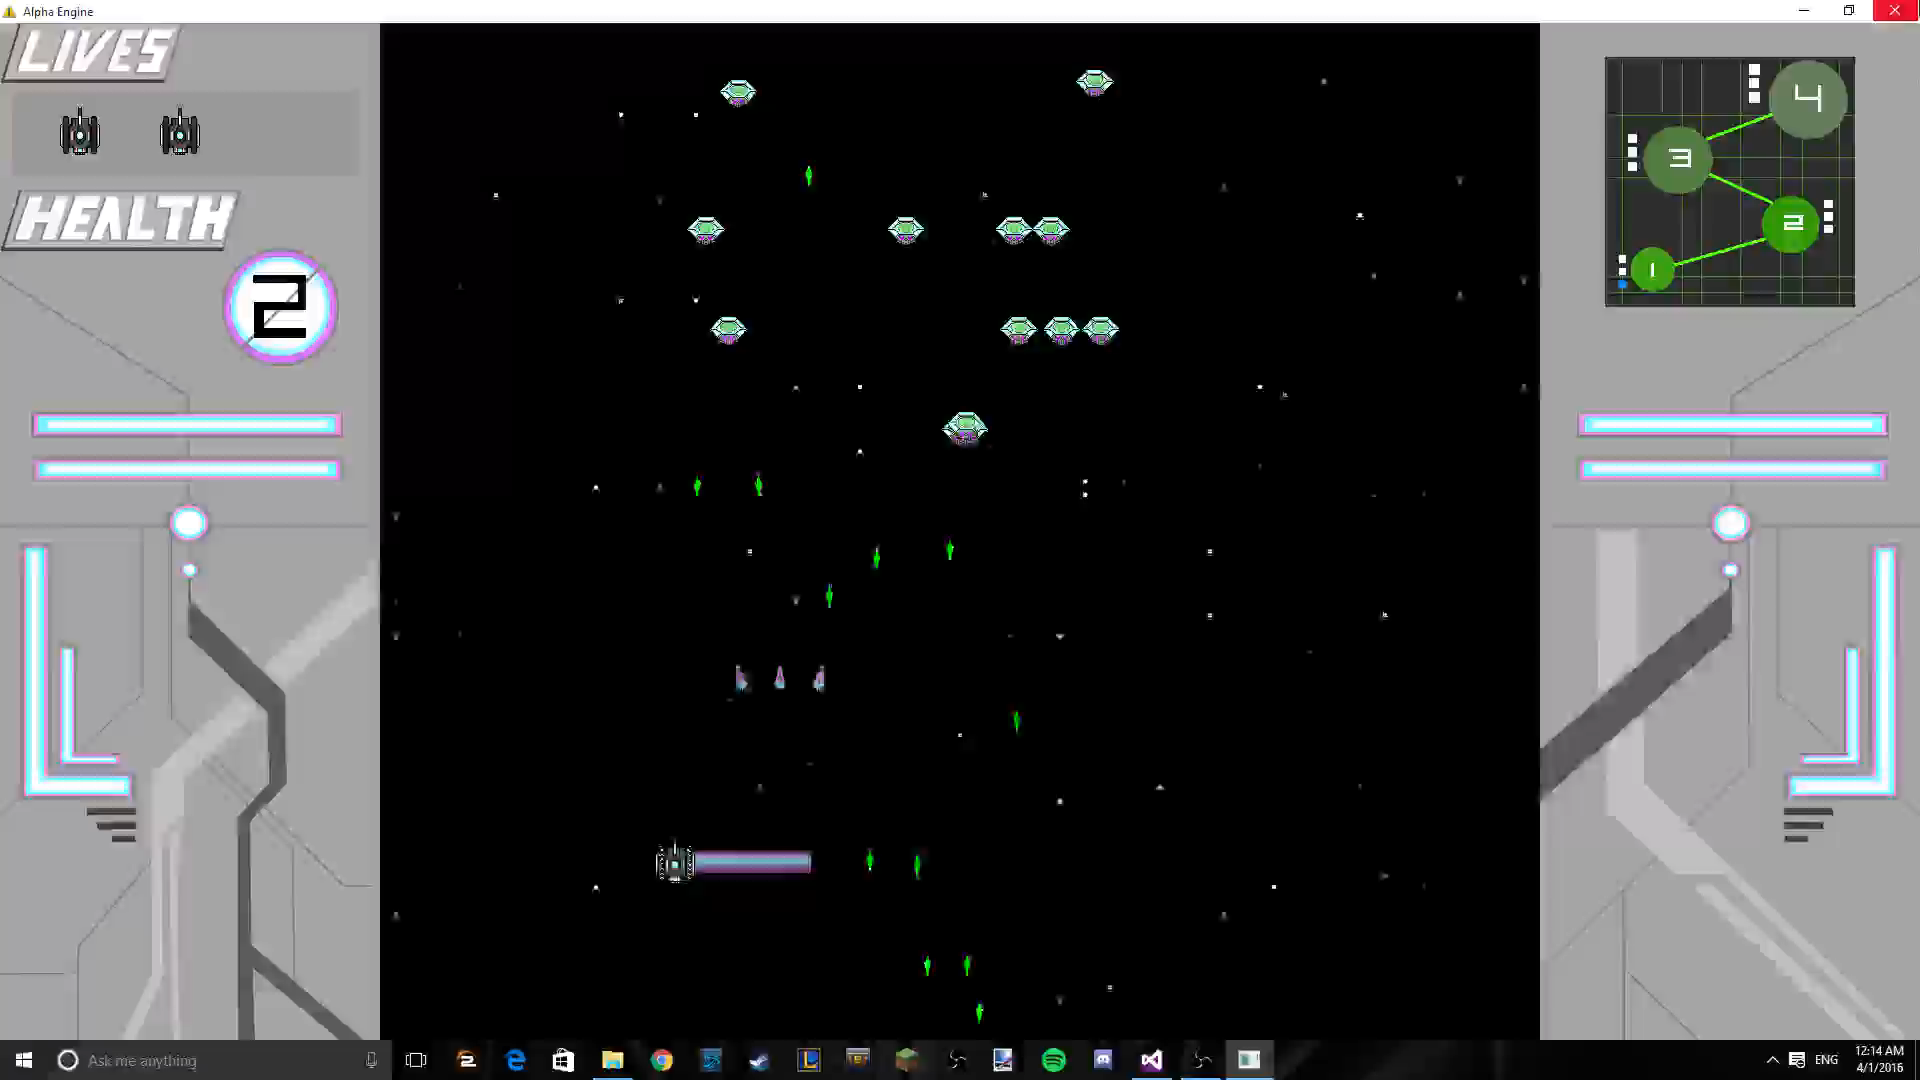 Alpha Engine
LIVES
HEALTH
2
4
3
2
1
Ask me anything
ENG
12:14 AM
4/1/2016